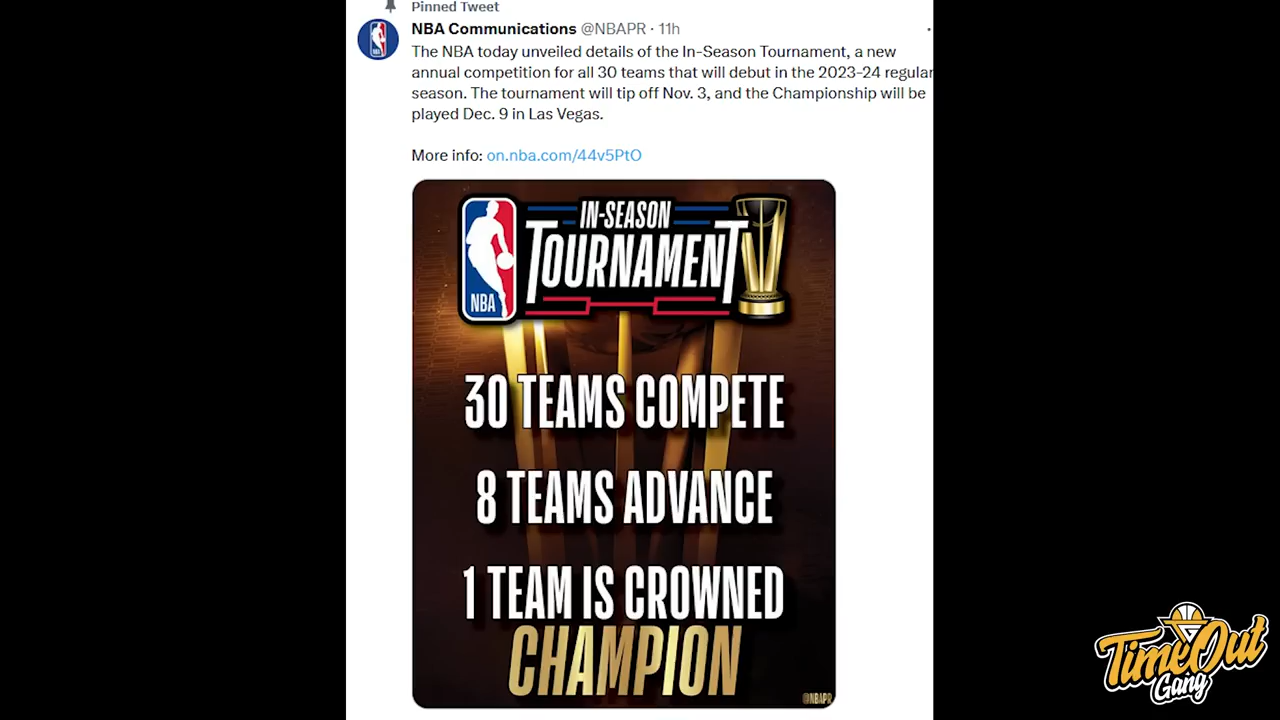 Pinned Tweet
NBA Communications @NBAPR · 11h
The NBA today unveiled details of the In-Season Tournament, a new
annual competition for all 30 teams that will debut in the 2023-24 regular
season. The tournament will tip off Nov. 3, and the Championship will be
played Dec. 9 in Las Vegas.
More info: on.nba.com/44v5PtO
IN-SEASON
TOURNAMENT
NBA
30 TEAMS COMPETE
8 TEAMS ADVANCE
1 TEAM IS CROWNED
CHAMPION
@NBAPR
TimeOut
Gang